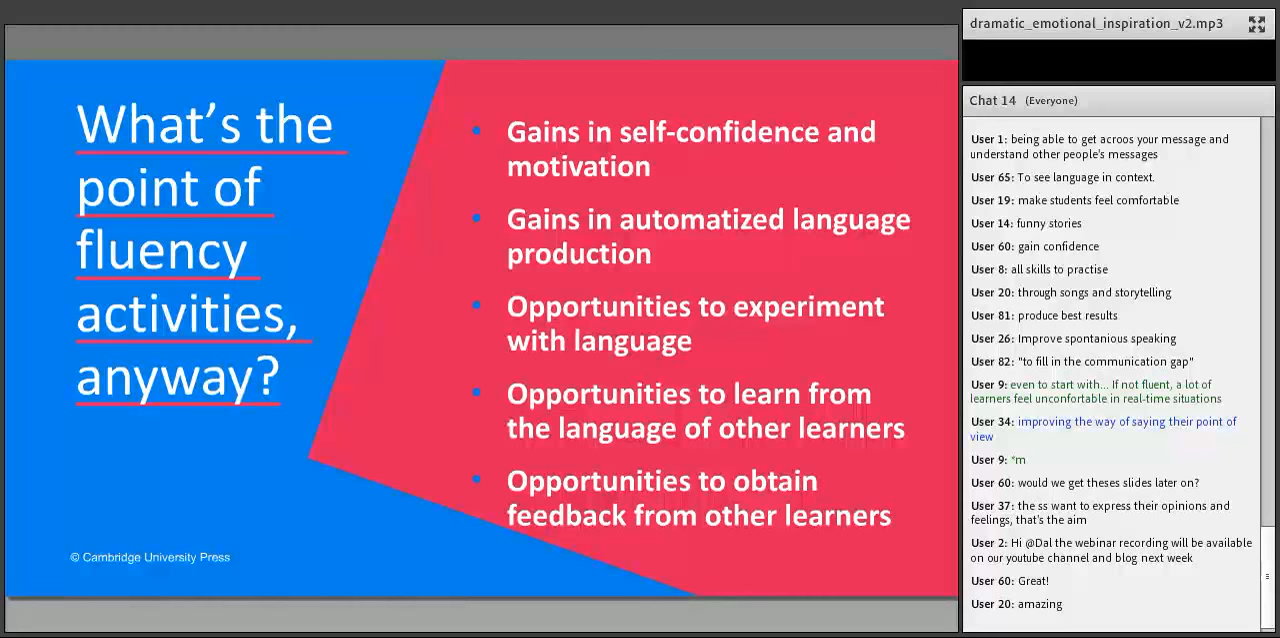 What's the
point of
fluency
activities,
anyway?
• Gains in self-confidence and
motivation
• Gains in automatized language
production
• Opportunities to experiment
with language
• Opportunities to learn from
the language of other learners
• Opportunities to obtain
feedback from other learners
© Cambridge University Press
dramatic_emotional_inspiration_v2.mp3
Chat 14 (Everyone)
User 1: being able to get acroos your message and
understand other people's messages
User 65: To see language in context.
User 19: make students feel comfortable
User 14: funny stories
User 60: gain confidence
User 8: all skills to practise
User 20: through songs and storytelling
User 81: produce best results
User 26: Improve spontanious speaking
User 82: "to fill in the communication gap"
User 9: even to start with... If not fluent, a lot of
learners feel unconfortable in real-time situations
User 34: improving the way of saying their point of
view
User 9: *m
User 60: would we get theses slides later on?
User 37: the ss want to express their opinions and
feelings, that's the aim
User 2: Hi @Dal the webinar recording will be available
on our youtube channel and blog next week
User 60: Great!
User 20: amazing